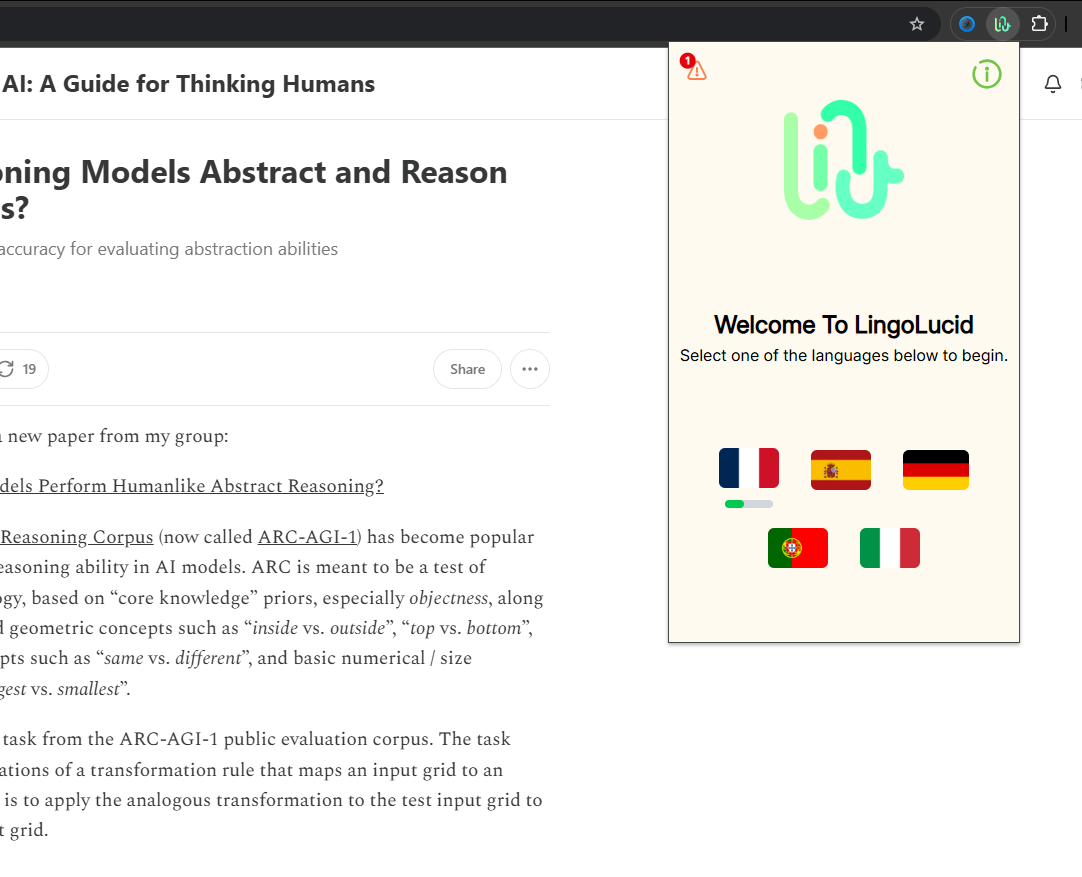 AI: A Guide for Thinking Humans
1
oning Models Abstract and Reason
s?
accuracy for evaluating abstraction abilities
Welcome To LingoLucid
Select one of the languages below to begin.
19
Share
new paper from my group:
dels Perform Humanlike Abstract Reasoning?
Reasoning Corpus (now called ARC-AGI-1) has become popular
easoning ability in AI models. ARC is meant to be a test of
ogy, based on “core knowledge” priors, especially objectness, along
d geometric concepts such as “inside vs. outside”, “top vs. bottom”,
pts such as “same vs. different”, and basic numerical / size
gest vs. smallest”.
task from the ARC-AGI-1 public evaluation corpus. The task
ations of a transformation rule that maps an input grid to an
is to apply the analogous transformation to the test input grid to
t grid.